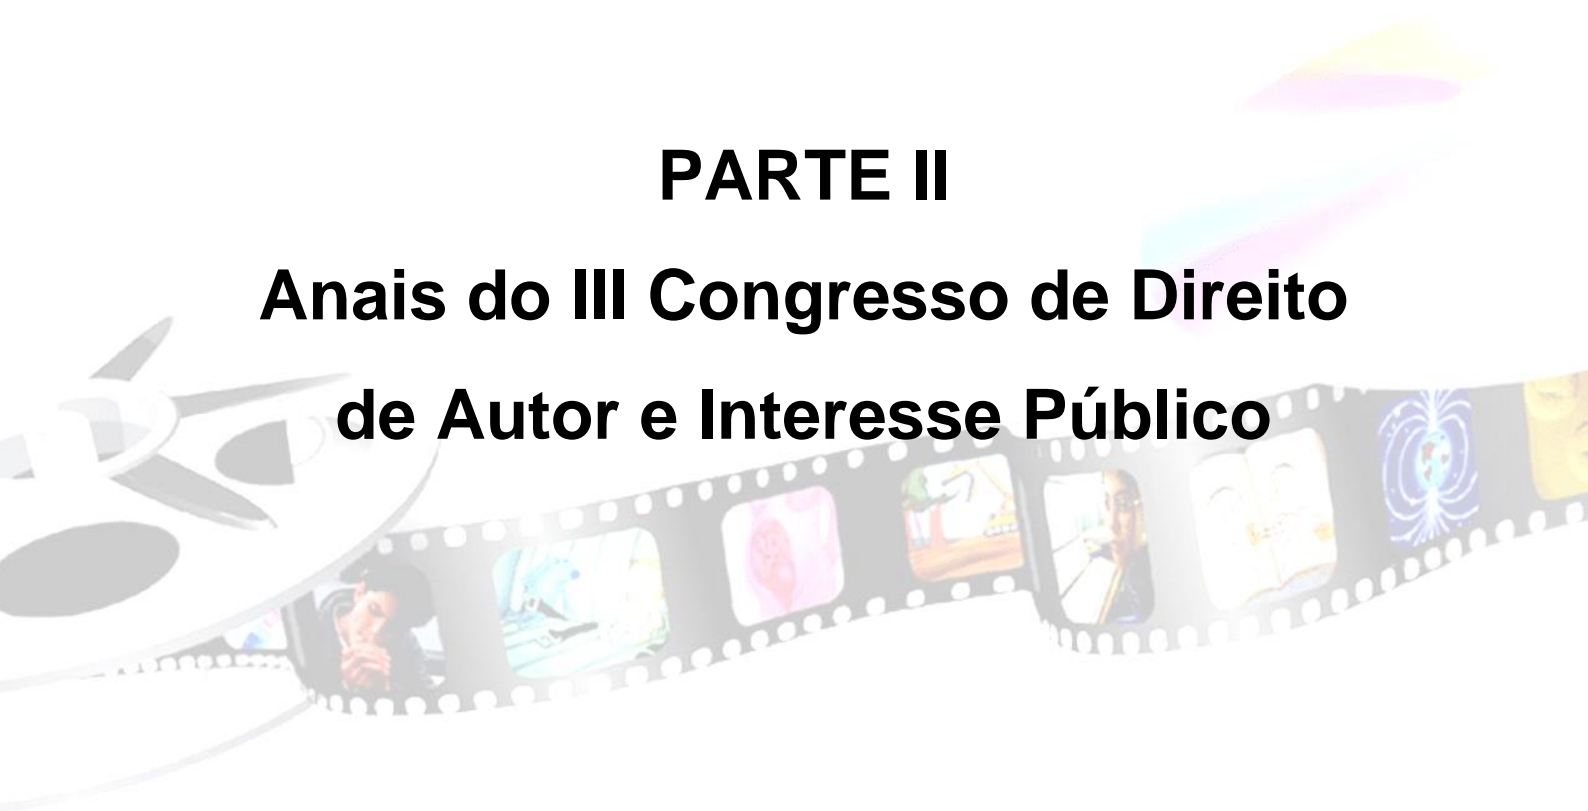 PARTE II
Anais do III Congresso de Direito
de Autor e Interesse Público